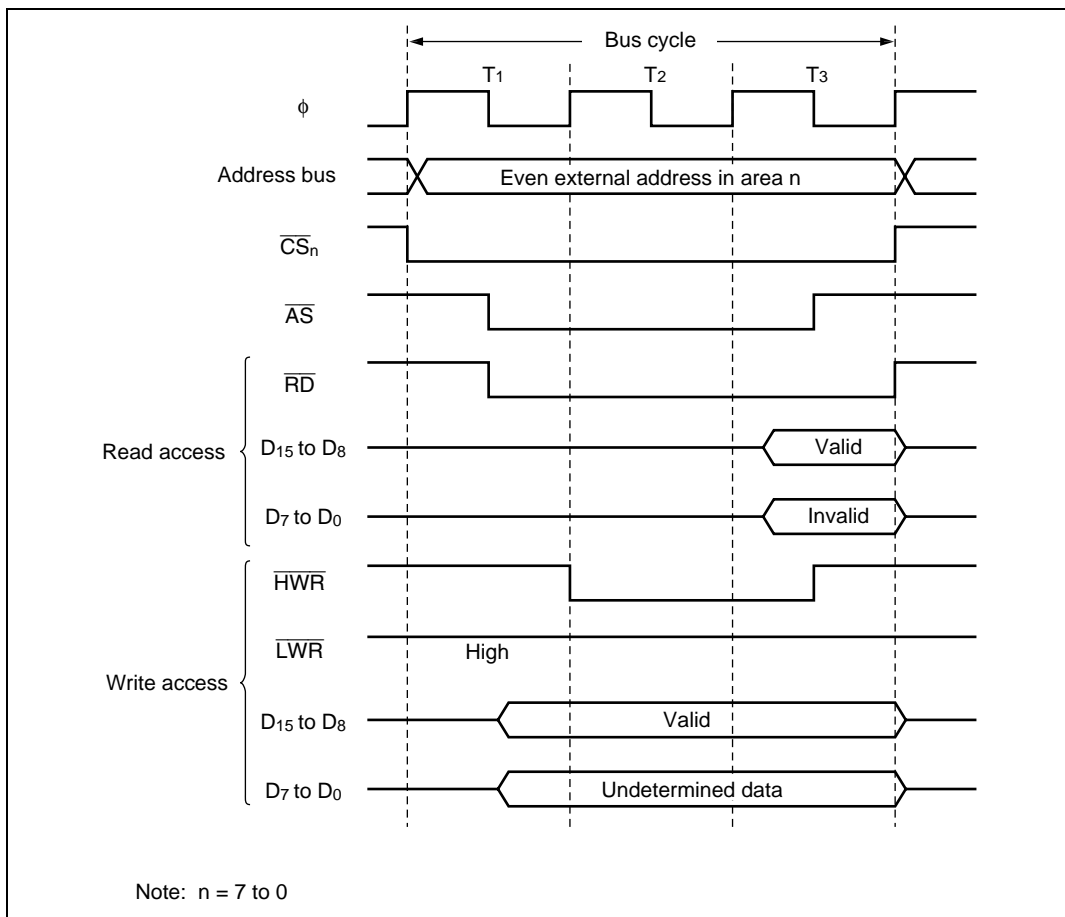 Bus cycle
T1 T2 T3
ϕ
Address bus
Even external address in area n
CSn
AS
RD
Read access
D15 to D8
Valid
D7 to D0
Invalid
HWR
LWR
High
Write access
D15 to D8
Valid
D7 to D0
Undetermined data
Note: n = 7 to 0